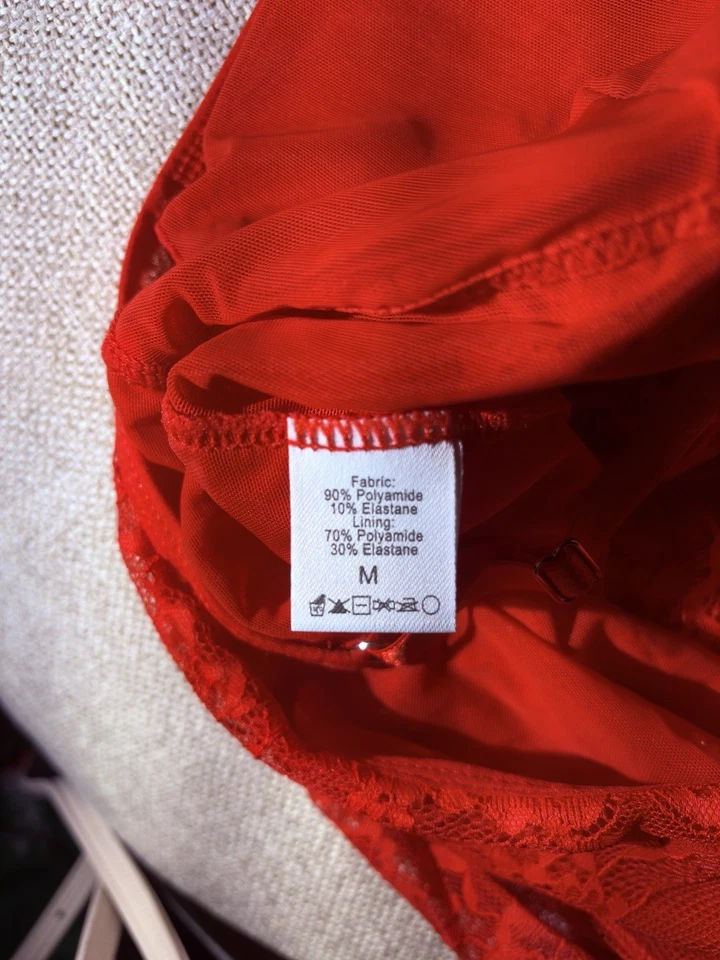 Fabric:
90% Polyamide
10% Elastane
Lining:
70% Polyamide
30% Elastane
M